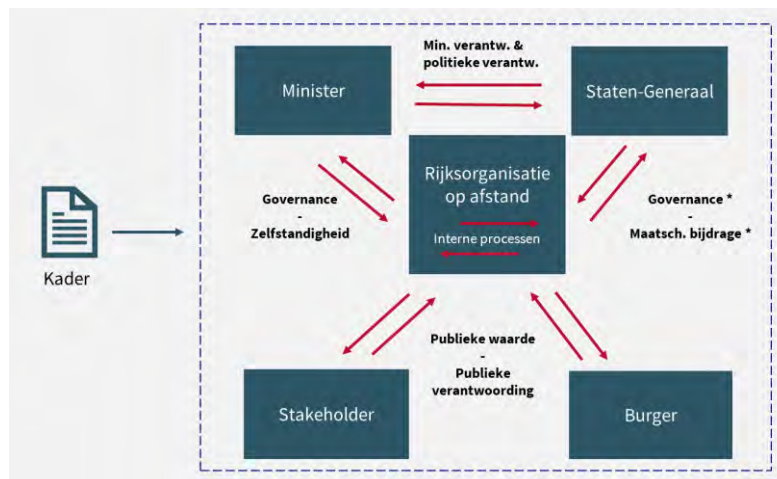 Min. verantw. &
politieke verantw.
Minister
Staten-Generaal
Rijksorganisatie
op afstand
Interne processen
Governance
-
Zelfstandigheid
Governance *
-
Maatsch. bijdrage *
Kader
Publieke waarde
-
Publieke
verantwoording
Stakeholder
Burger